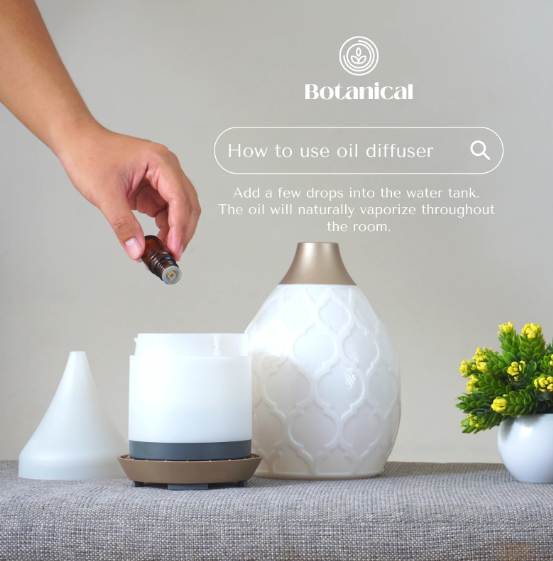 Botanical
How to use oil diffuser
Add a few drops into the water tank.
The oil will naturally vaporize throughout
the room.